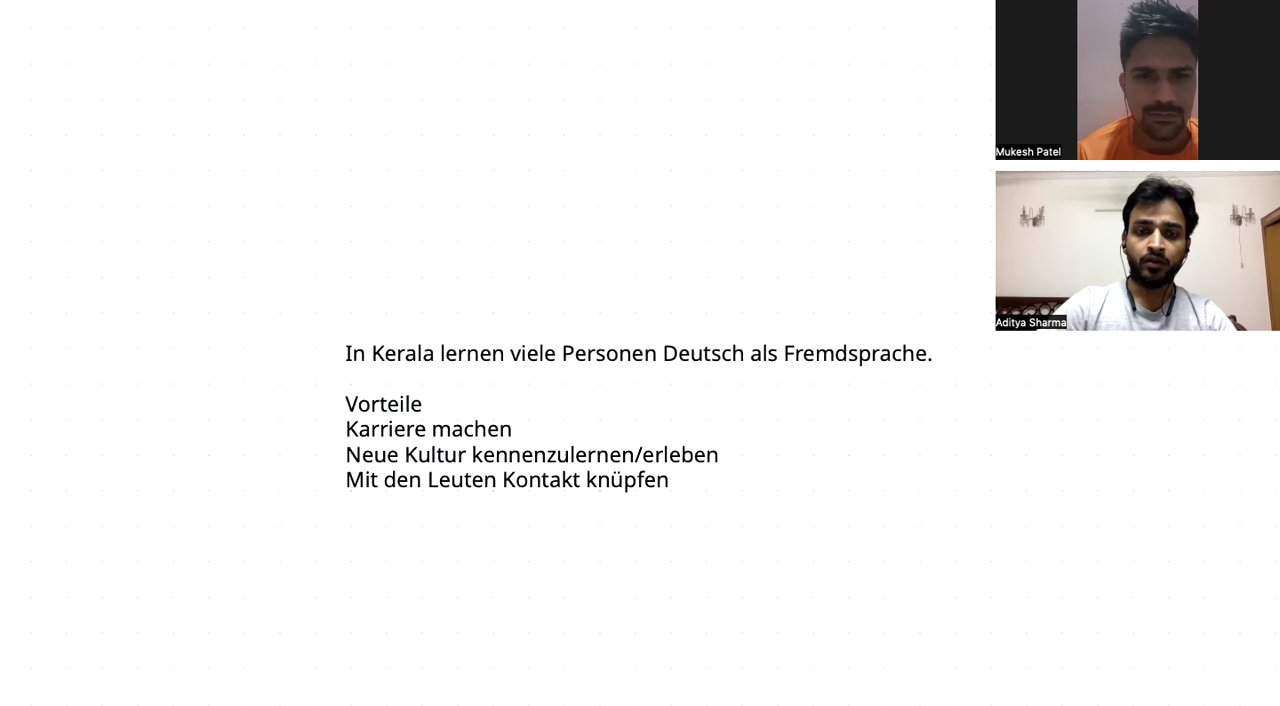 Mukesh Patel
Aditya Sharma
In Kerala lernen viele Personen Deutsch als Fremdsprache.
Vorteile
Karriere machen
Neue Kultur kennenzulernen/erleben
Mit den Leuten Kontakt knüpfen